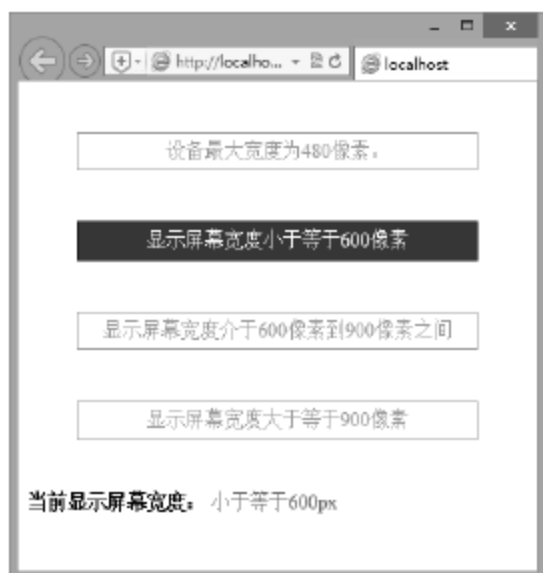 http://localho...
localhost
设备最大宽度为480像素。
显示屏幕宽度小于等于600像素
显示屏幕宽度介于600像素到900像素之间
显示屏幕宽度大于等于900像素
当前显示屏幕宽度： 小于等于600px